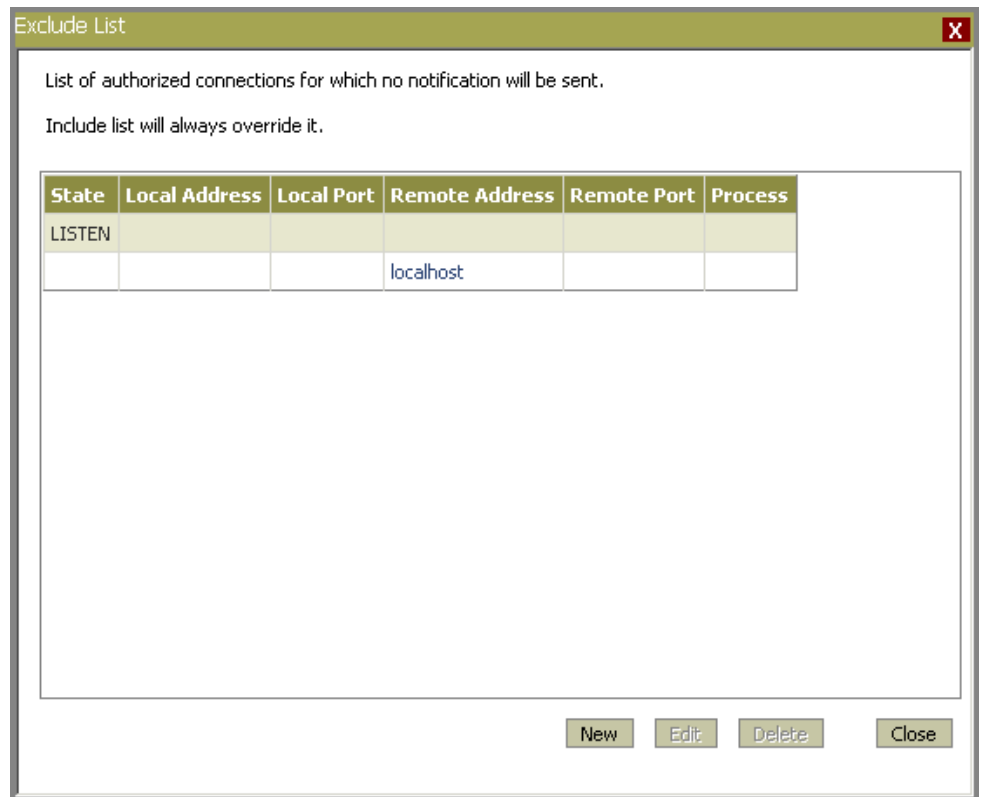 Exclude List
X
List of authorized connections for which no notification will be sent.
Include list will always override it.
State Local Address Local Port Remote Address Remote Port Process
LISTEN
localhost
New Edit Delete Close